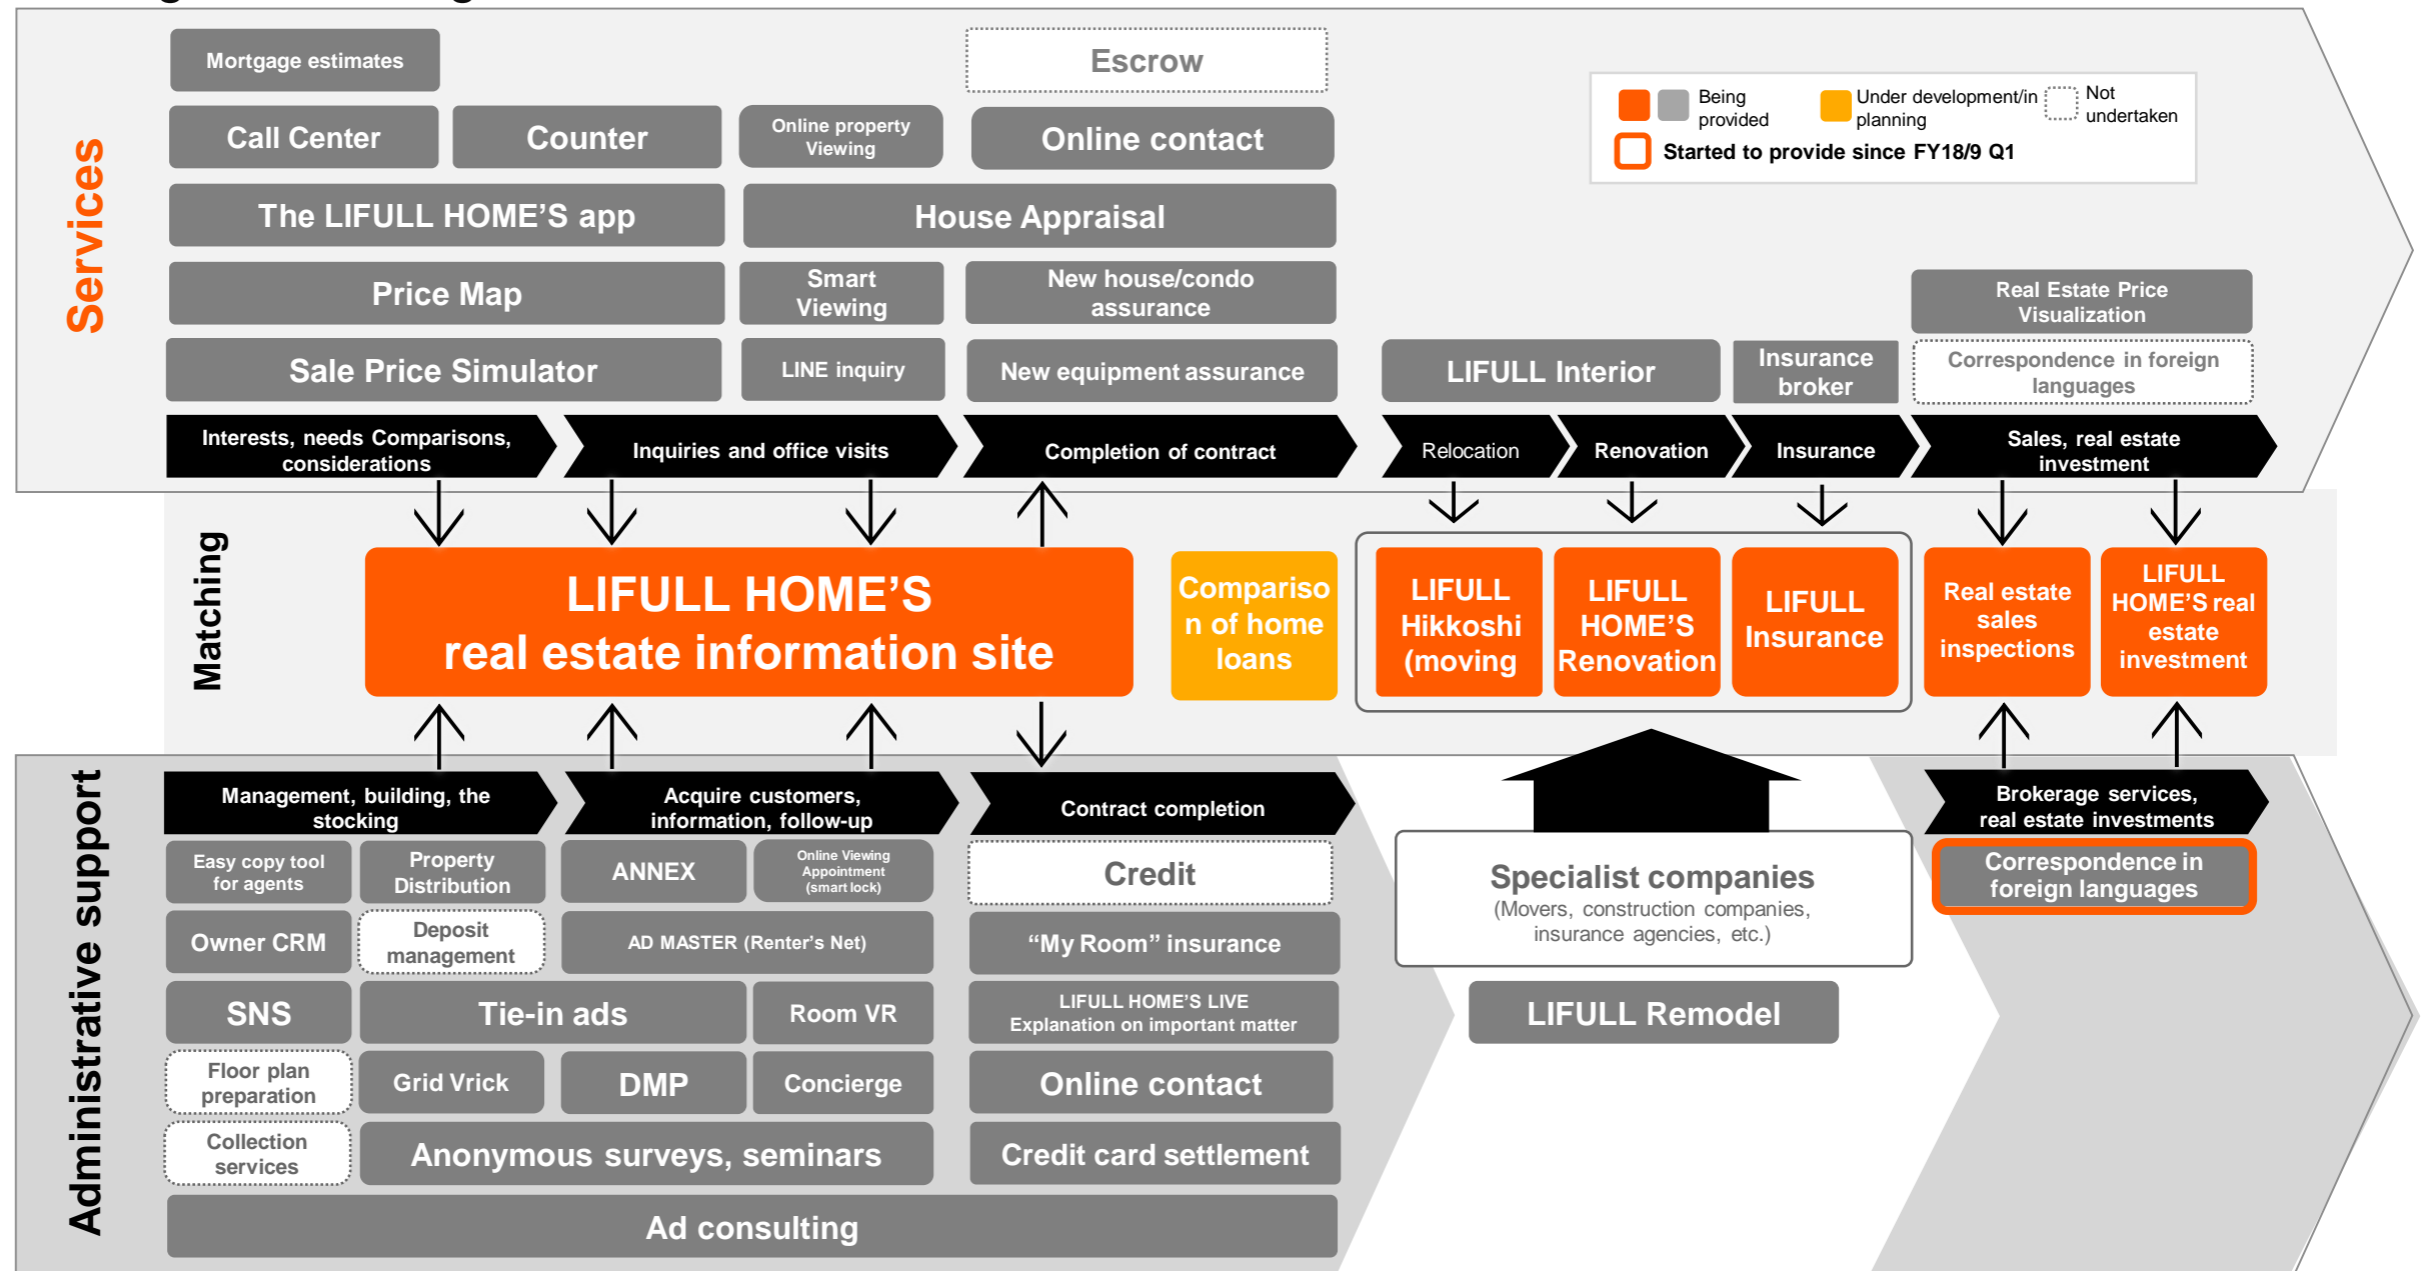 Mortgage estimates
Escrow
Call Center
Counter
Online property
Viewing
Online contact
Being
provided
Under development/in
planning
Not
undertaken
Started to provide since FY18/9 Q1
Services
The LIFULL HOME'S app
House Appraisal
Price Map
Smart
Viewing
New house/condo
assurance
Real Estate Price
Visualization
Sale Price Simulator
LINE inquiry
New equipment assurance
LIFULL Interior
Insurance
broker
Correspondence in foreign
languages
Interests, needs Comparisons,
considerations
Inquiries and office visits
Completion of contract
Relocation
Renovation
Insurance
Sales, real estate
investment
Matching
LIFULL HOME'S
real estate information site
Compariso
n of home
loans
LIFULL
Hikkoshi
(moving
LIFULL
HOME'S
Renovation
LIFULL
Insurance
Real estate
sales
inspections
LIFULL
HOME'S real
estate
investment
Administrative support
Management, building, the
stocking
Acquire customers,
information, follow-up
Contract completion
Brokerage services,
real estate investments
Easy copy tool
for agents
Property
Distribution
ANNEX
Online Viewing
Appointment
(smart lock)
Credit
Specialist companies
(Movers, construction companies,
insurance agencies, etc.)
Correspondence in
foreign languages
Owner CRM
Deposit
management
AD MASTER (Renter's Net)
“My Room” insurance
SNS
Tie-in ads
Room VR
LIFULL HOME'S LIVE
Explanation on important matter
LIFULL Remodel
Floor plan
preparation
Grid Vrick
DMP
Concierge
Online contact
Collection
services
Anonymous surveys, seminars
Credit card settlement
Ad consulting